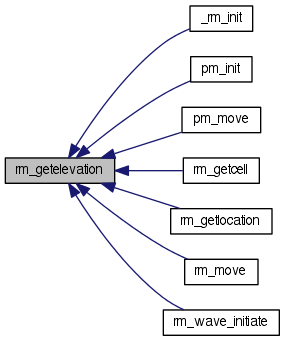 _rm_init
pm_init
pm_move
rm_getelevation
rm_getcell
rm_getlocation
rm_move
rm_wave_initiate